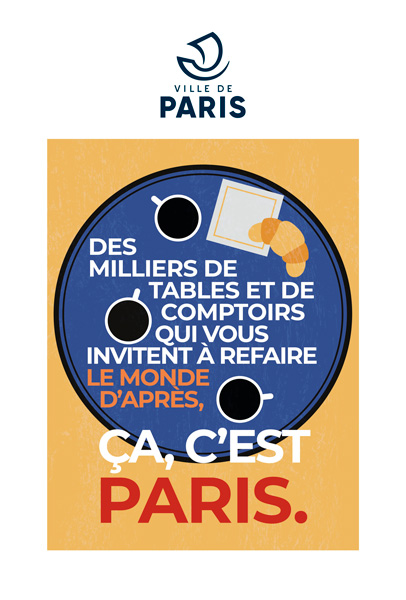 VILLE DE
PARIS
DES
MILLIERS DE
TABLES ET DE
COMPTOIRS
QUI VOUS
INVITENT À REFAIRE
LE MONDE
D'APRÈS,
ÇA, C'EST
PARIS.